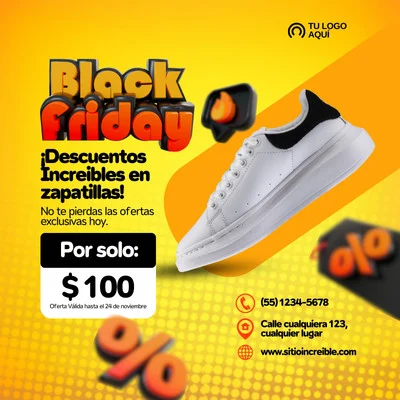 TU LOGO
AQUÍ
Black
Friday
¡Descuentos
Increibles en
zapatillas!
No te pierdas las ofertas
exclusivas hoy.
Por solo:
$100
Oferta Válida hasta el 24 de noviembre
(55) 1234-5678
Calle cualquiera 123,
cualquier lugar
www.sitioincreible.com
%
%